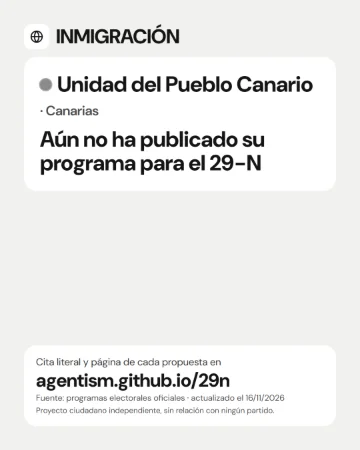 INMIGRACIÓN
Unidad del Pueblo Canario
· Canarias
Aún no ha publicado su
programa para el 29-N
Cita literal y página de cada propuesta en
agentism.github.io/29n
Fuente: programas electorales oficiales · actualizado el 16/11/2026
Proyecto ciudadano independiente, sin relación con ningún partido.